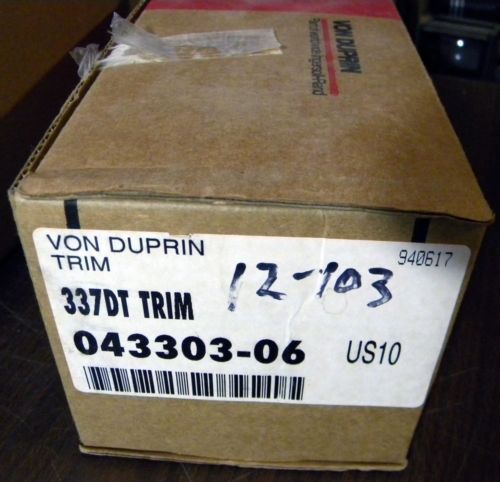 VON DUPRIN
VON DUPRIN
TRIM
940617
12-103
337DT TRIM
043303-06
US10